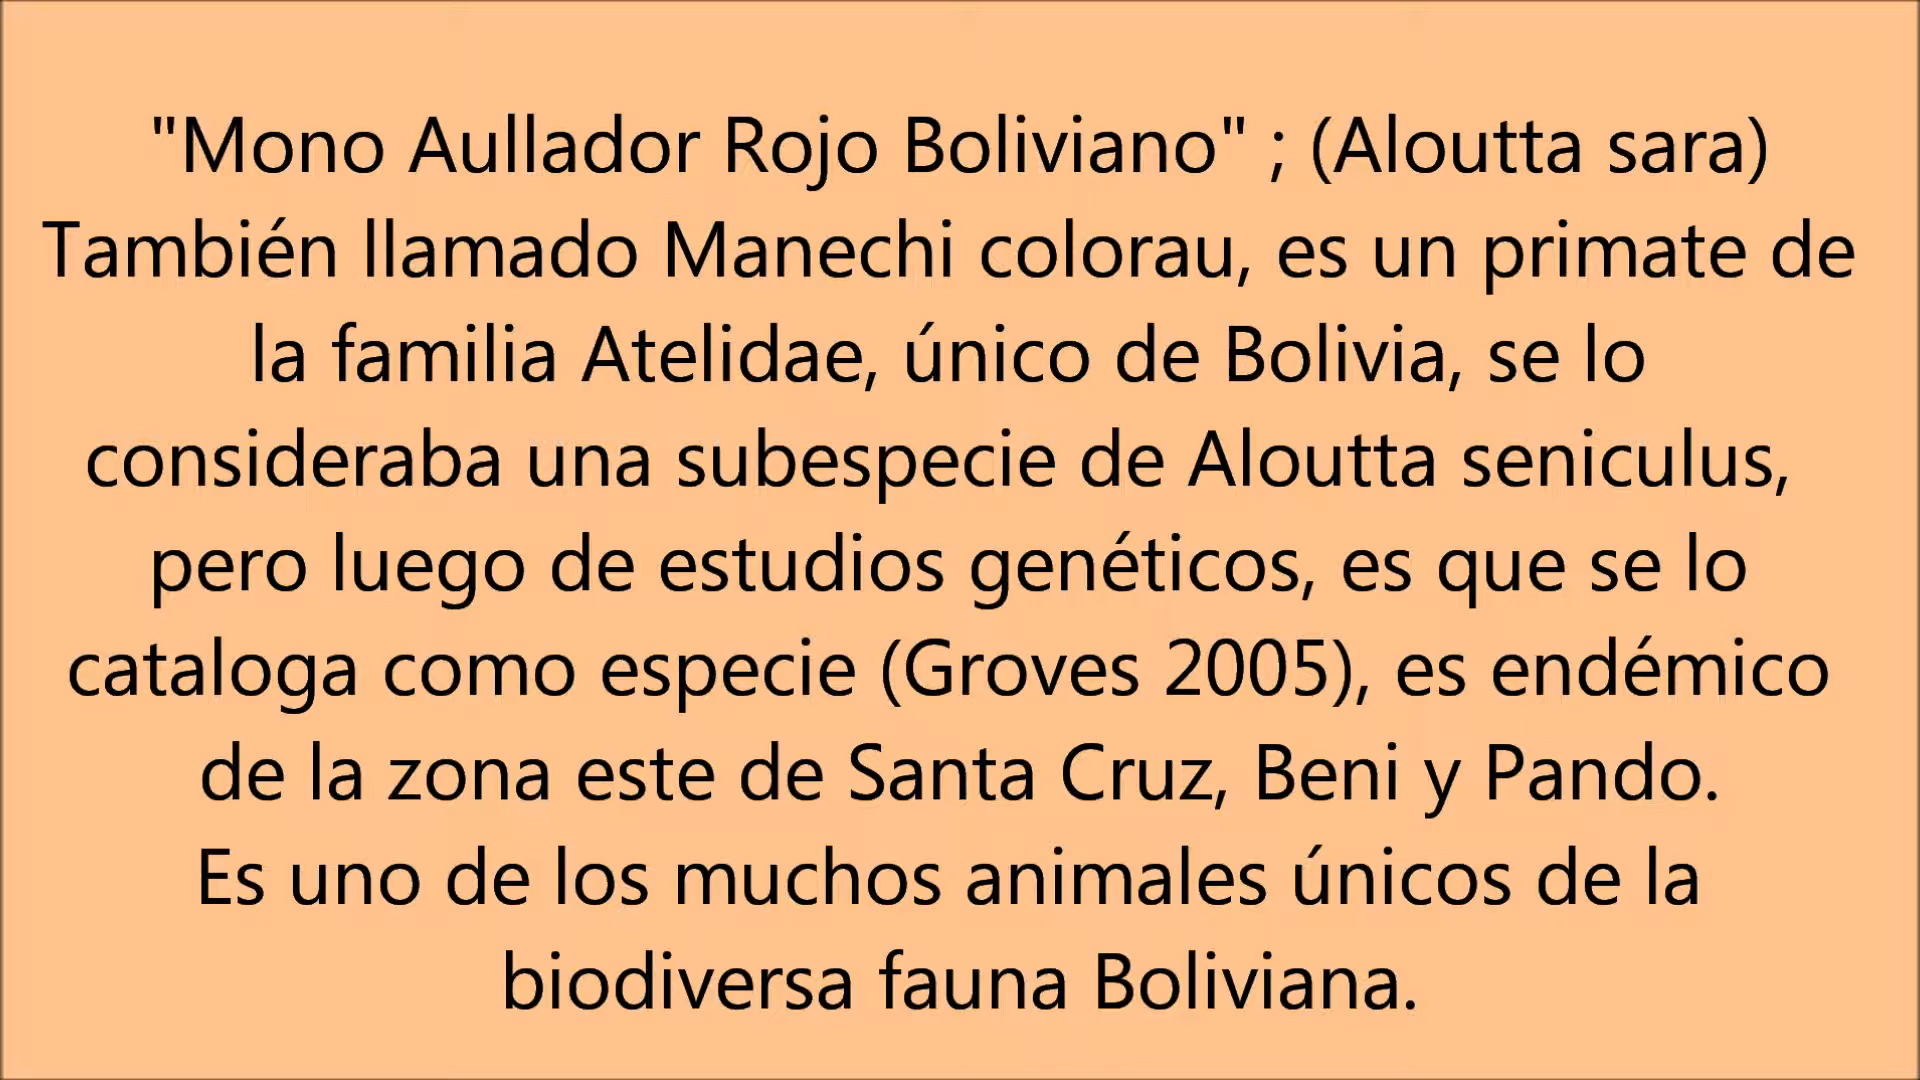 "Mono Aullador Rojo Boliviano" ; (Aloutta sara)
También llamado Manechi colorau, es un primate de
la familia Atelidae, único de Bolivia, se lo
consideraba una subespecie de Aloutta seniculus,
pero luego de estudios genéticos, es que se lo
cataloga como especie (Groves 2005), es endémico
de la zona este de Santa Cruz, Beni y Pando.
Es uno de los muchos animales únicos de la
biodiversa fauna Boliviana.